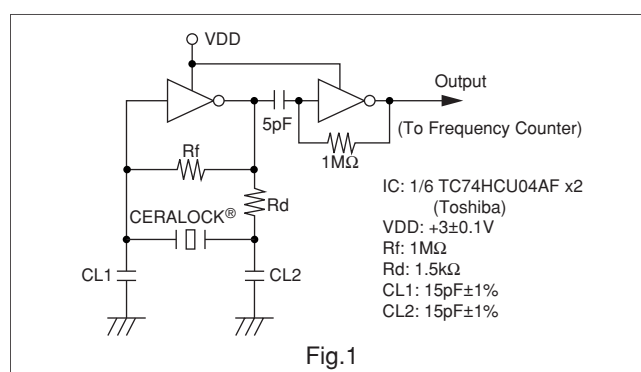 VDD
Output
5pF
(To Frequency Counter)
1MΩ
Rf
Rd
CERALOCK®
CL1
CL2
IC: 1/6 TC74HCU04AF x2
(Toshiba)
VDD: +3±0.1V
Rf: 1MΩ
Rd: 1.5kΩ
CL1: 15pF±1%
CL2: 15pF±1%
Fig.1